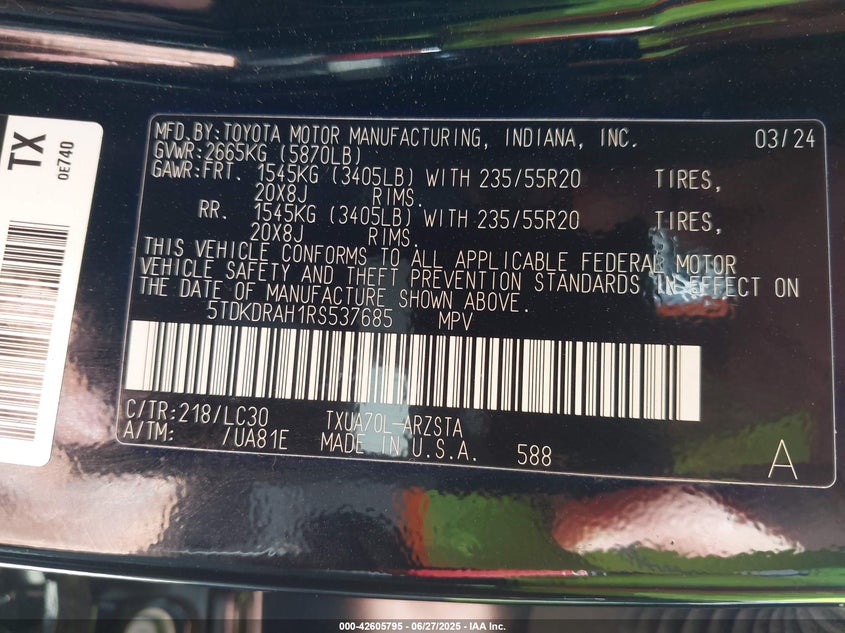 TX
0E740
MFD.BY:TOYOTA MOTOR MANUFACTURING, INDIANA, INC. 03/24
GVWR:2665KG (5870LB)
GAWR:FRT. 1545KG (3405LB) WITH 235/55R20 TIRES,
20X8J RIMS.
RR. 1545KG (3405LB) WITH 235/55R20 TIRES,
20X8J RIMS.
THIS VEHICLE CONFORMS TO ALL APPLICABLE FEDERAL MOTOR
VEHICLE SAFETY AND THEFT PREVENTION STANDARDS IN EFFECT ON
THE DATE OF MANUFACTURE SHOWN ABOVE.
5TDKDRAH1RS537685 MPV
C/TR:218/LC30 TXUA70L-ARZSTA
A/TM: /UA81E MADE IN U.S.A. 588 A
000-42605795 - 06/27/2025 - IAA Inc.